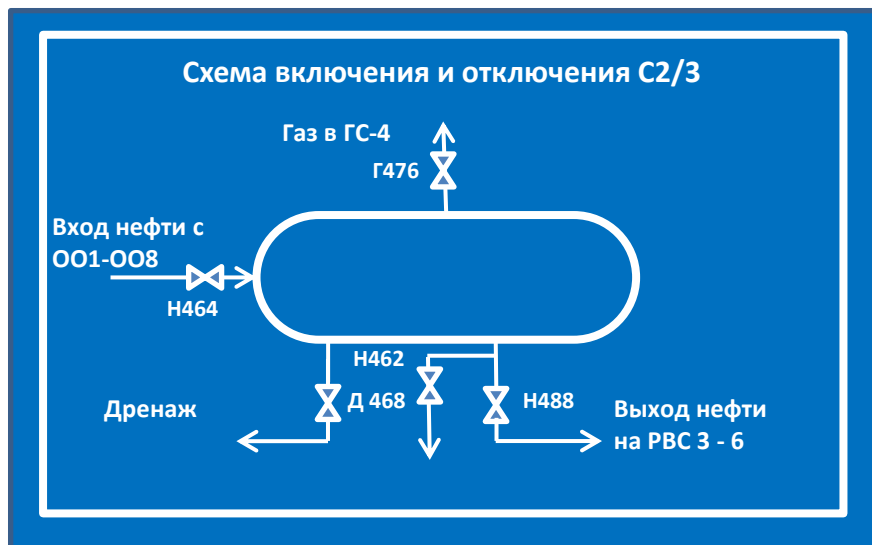 Схема включения и отключения С2/3
Газ в ГС-4
Г476
Вход нефти с
ОО1-ОО8
Н464
Н462
Дренаж
Д 468
Н488
Выход нефти
на РВС 3 - 6